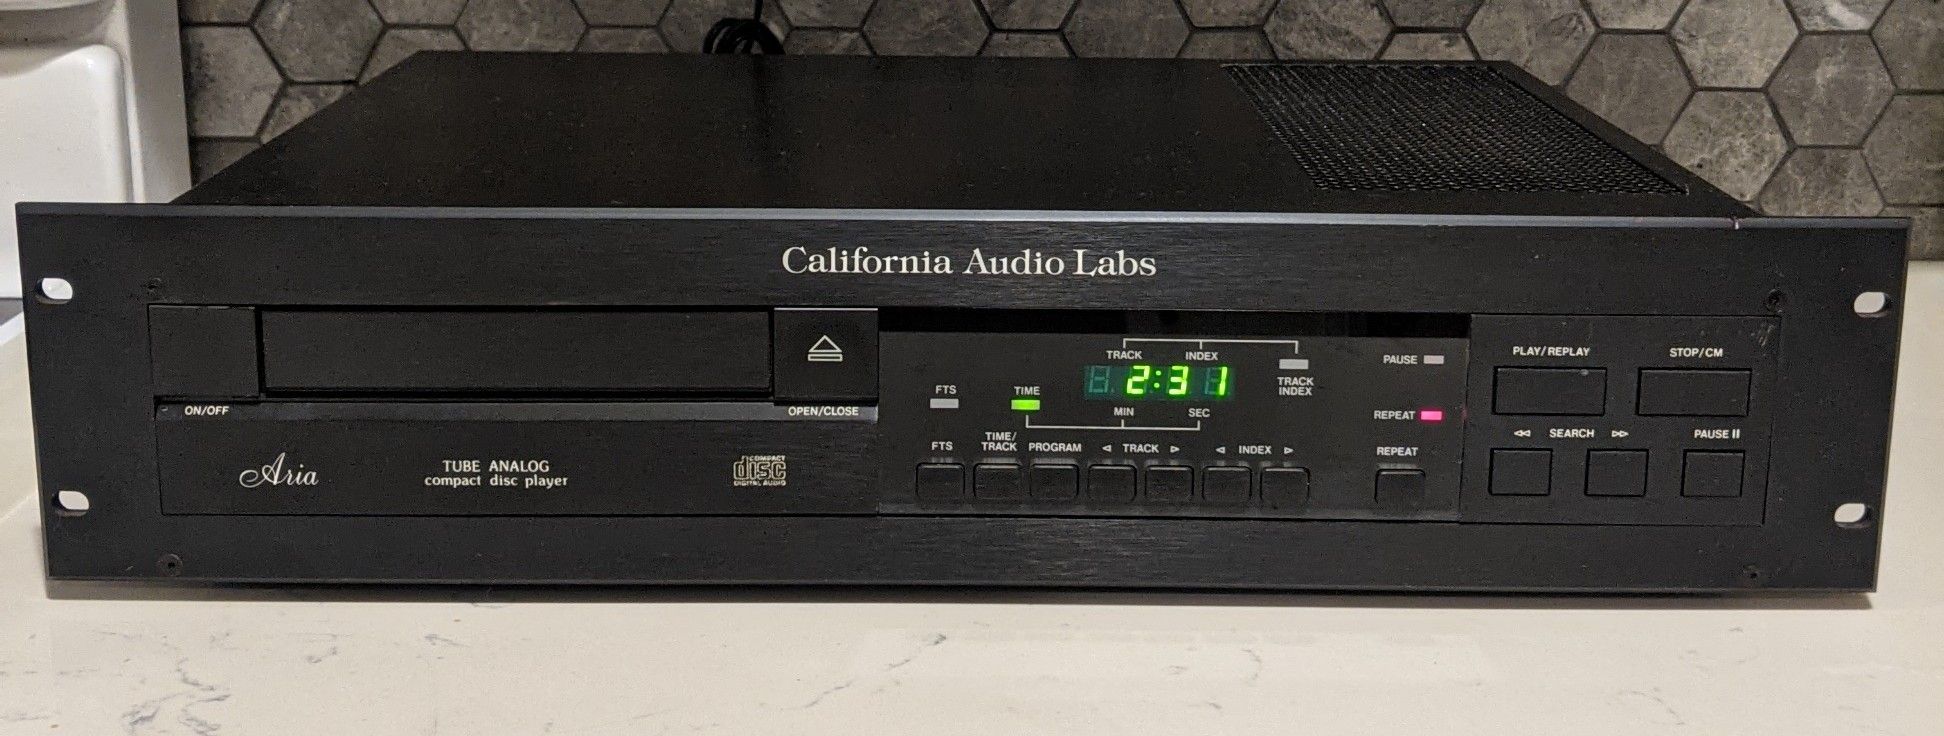 California Audio Labs
ON/OFF
OPEN/CLOSE
Aria
TUBE ANALOG
compact disc player
COMPACT
disc
DIGITAL AUDIO
TRACK INDEX
2:31
TRACK
INDEX
FTS
TIME
MIN SEC
PAUSE
REPEAT
FTS
TIME/
TRACK
PROGRAM
◁ TRACK ▷
◁ INDEX ▷
REPEAT
PLAY/REPLAY
STOP/CM
◁◁ SEARCH ▷▷
PAUSE II